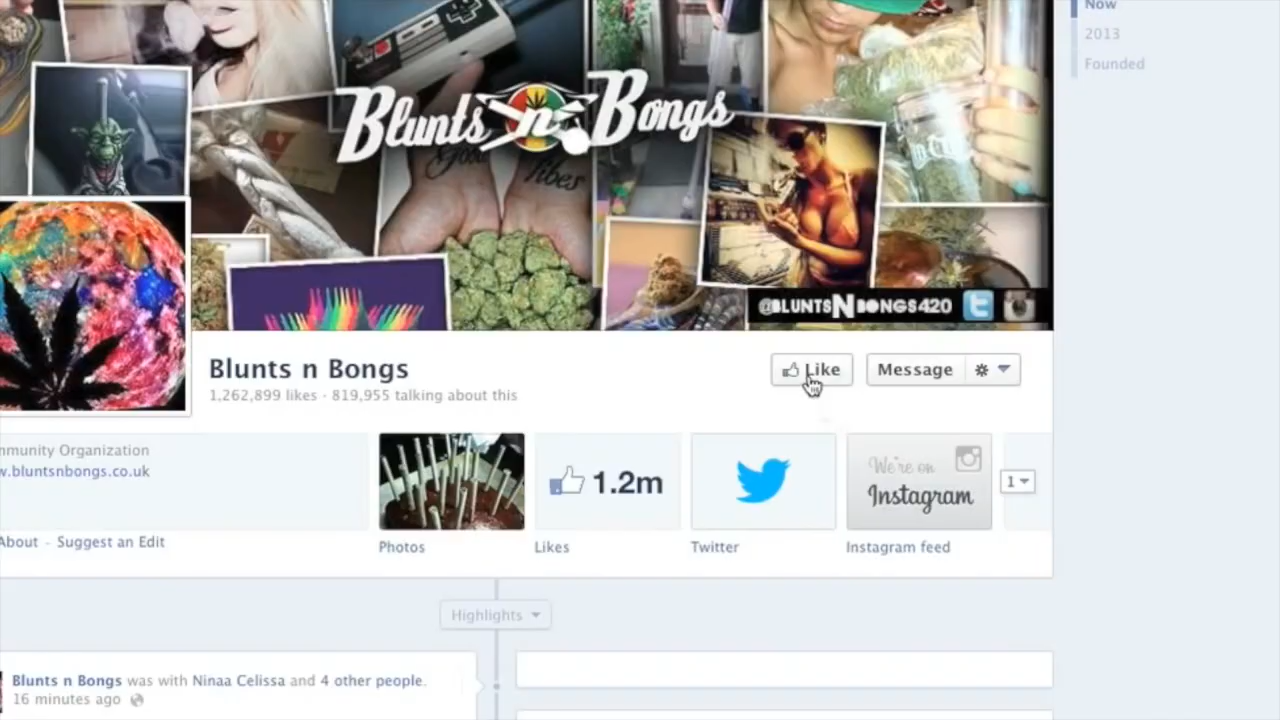 Now
2013
Founded
Blunts n Bongs
Good Vibes
@BLUNTSNBONGS420
Blunts n Bongs
Like
Message
1,262,899 likes · 819,955 talking about this
mmunity Organization
w.bluntsnbongs.co.uk
1.2m
We're on
Instagram
1
About - Suggest an Edit
Photos
Likes
Twitter
Instagram feed
Highlights
Blunts n Bongs was with Ninaa Celissa and 4 other people.
16 minutes ago